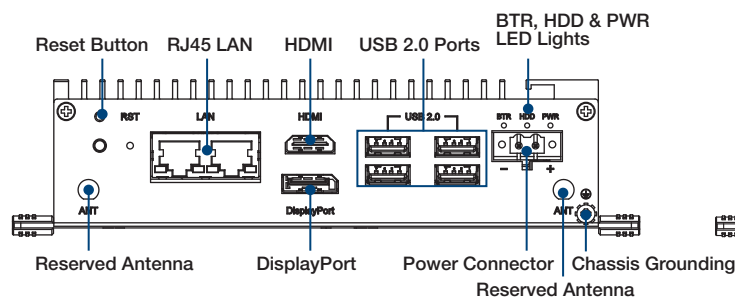 BTR, HDD & PWR
LED Lights
Reset Button
RJ45 LAN
HDMI
USB 2.0 Ports
RST
LAN
HDMI
USB 2.0
BTR
HDD
PWR
−
+
ANT
DisplayPort
ANT
Reserved Antenna
DisplayPort
Power Connector
Chassis Grounding
Reserved Antenna